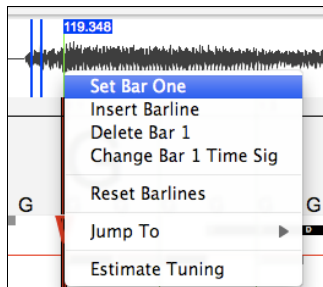 119.348
Set Bar One
Insert Barline
Delete Bar 1
Change Bar 1 Time Sig
Reset Barlines
G
G
Jump To
D
Estimate Tuning